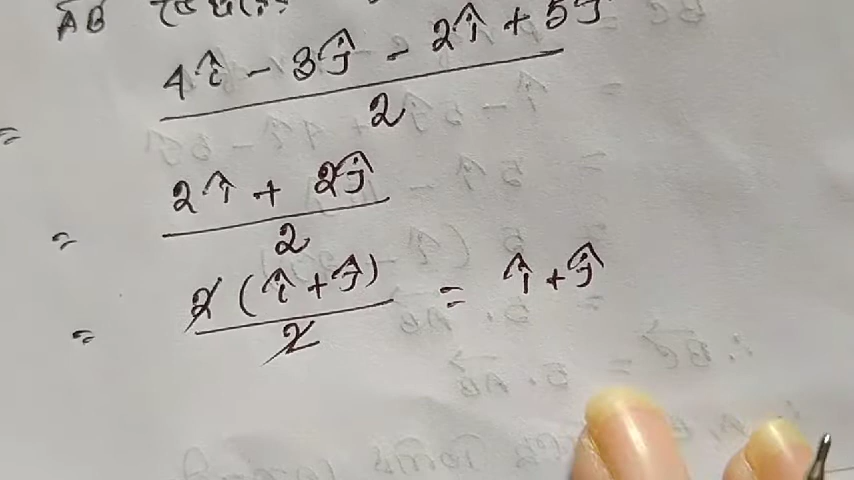 AB
4î - 3ĵ - 2î + 5ĵ
= ―――――――
2
2î + 2ĵ
= ―――――
2
= 2(î + ĵ) / 2 = î + ĵ